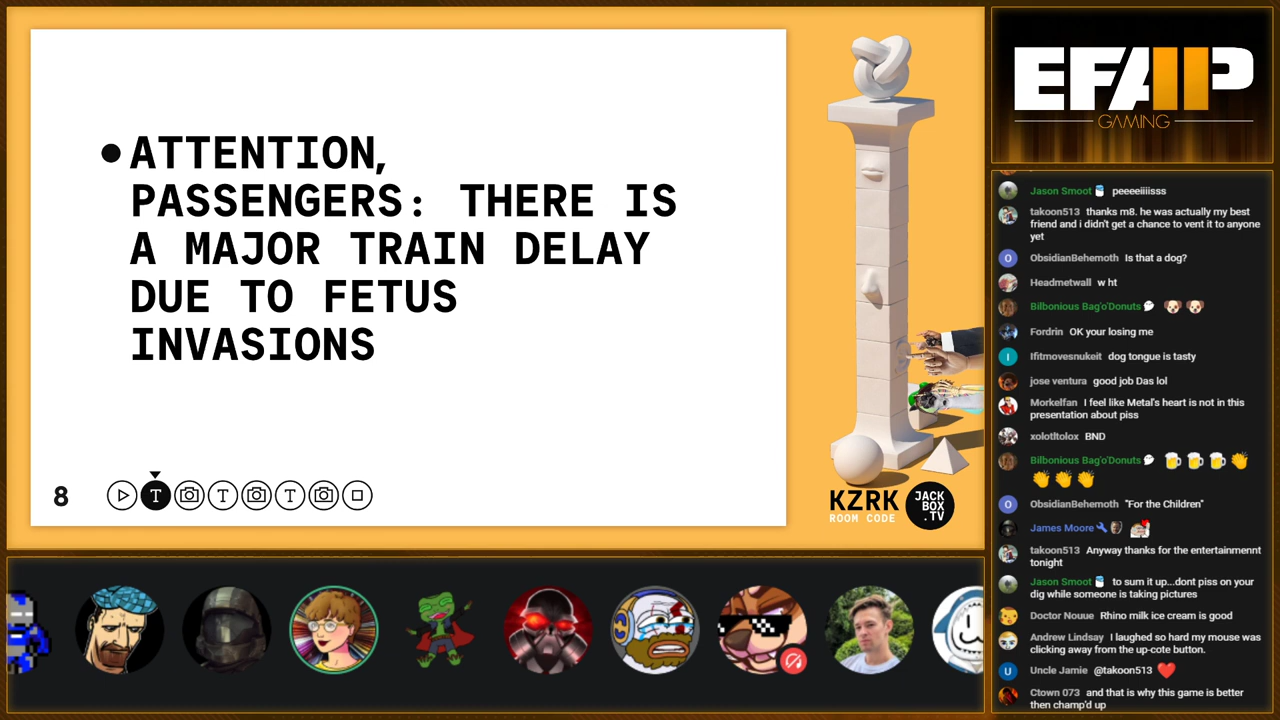 ATTENTION,
PASSENGERS: THERE IS
A MAJOR TRAIN DELAY
DUE TO FETUS
INVASIONS
8
T
T
T
KZRK
ROOM CODE
JACK
BOX
.TV
EFAP
GAMING
Jason Smoot peeeeiiiisss
takoon513 thanks m8. he was actually my best
friend and i didn't get a chance to vent it to anyone
yet
O
ObsidianBehemoth Is that a dog?
Headmetwall w ht
Bilbonious Bag'o'Donuts
Fordrin OK your losing me
I
Ifitmovesnukeit dog tongue is tasty
jose ventura good job Das lol
Morkelfan I feel like Metal's heart is not in this
presentation about piss
xolotltolox BND
Bilbonious Bag'o'Donuts
O
ObsidianBehemoth "For the Children"
James Moore
takoon513 Anyway thanks for the entertainmennt
tonight
Jason Smoot to sum it up...dont piss on your
dig while someone is taking pictures
Doctor Nouue Rhino milk ice cream is good
Andrew Lindsay I laughed so hard my mouse was
clicking away from the up-cote button.
U
Uncle Jamie @takoon513
Ctown 073 and that is why this game is better
then champ'd up